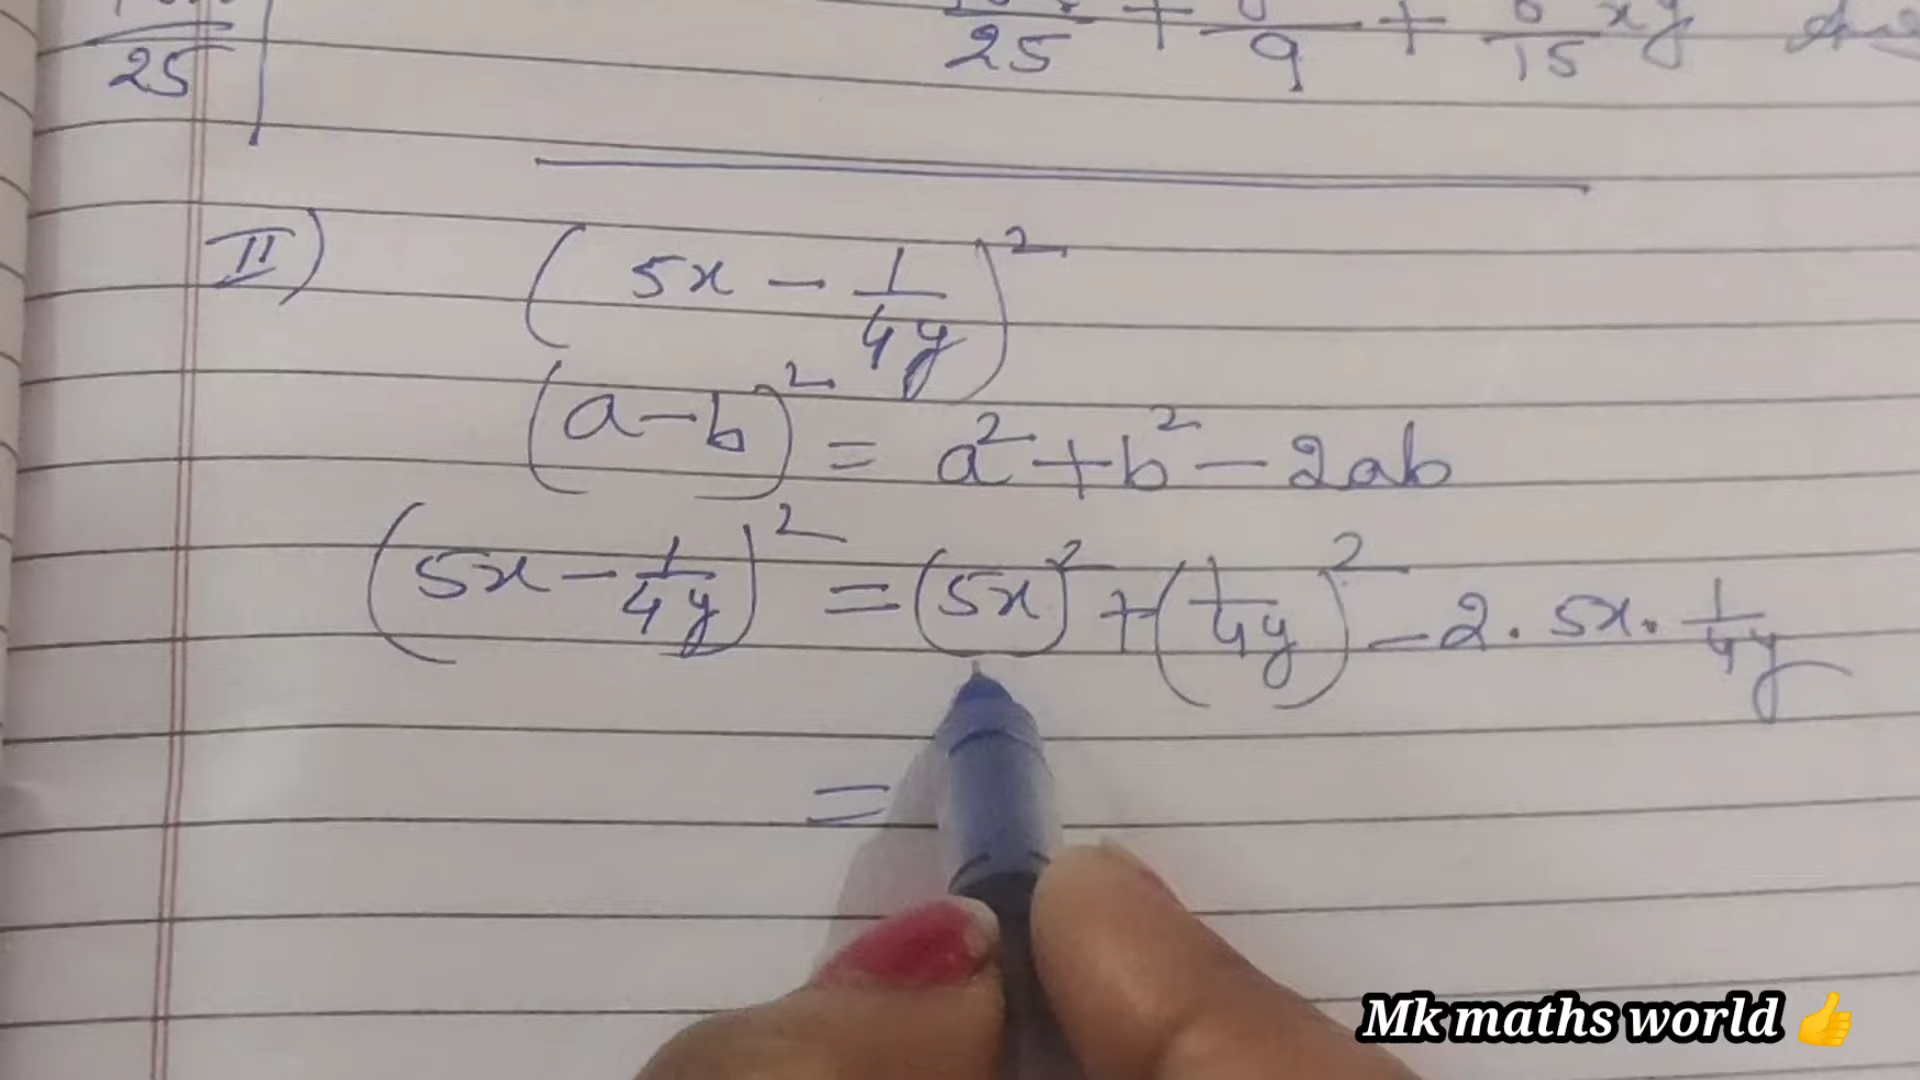 25 25 + 9 + 15 xy
II) (5x - 1/4y)²
(a-b)² = a² + b² - 2ab
(5x - 1/4y)² = (5x)² + (1/4y)² - 2 . 5x . 1/4y
=
Mk maths world 👍